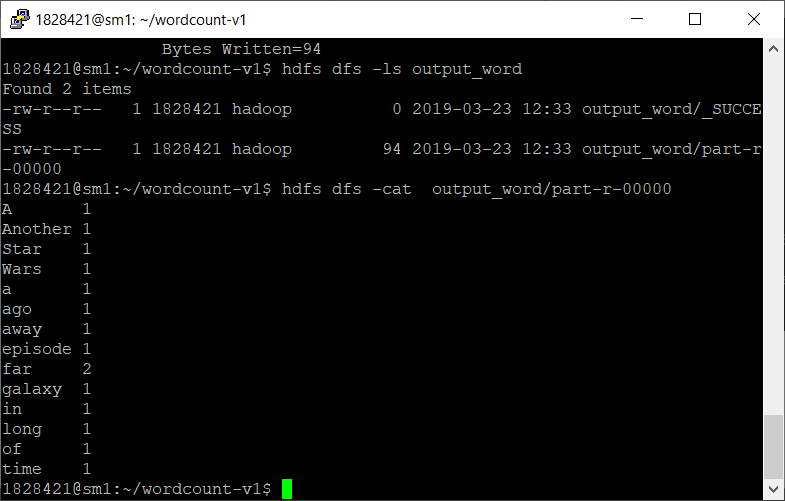 1828421@sm1: ~/wordcount-v1
Bytes Written=94
1828421@sm1:~/wordcount-v1$ hdfs dfs -ls output_word
Found 2 items
-rw-r--r--   1 1828421 hadoop          0 2019-03-23 12:33 output_word/_SUCCE
SS
-rw-r--r--   1 1828421 hadoop         94 2019-03-23 12:33 output_word/part-r
-00000
1828421@sm1:~/wordcount-v1$ hdfs dfs -cat  output_word/part-r-00000
A       1
Another 1
Star    1
Wars    1
a       1
ago     1
away    1
episode 1
far     2
galaxy  1
in      1
long    1
of      1
time    1
1828421@sm1:~/wordcount-v1$